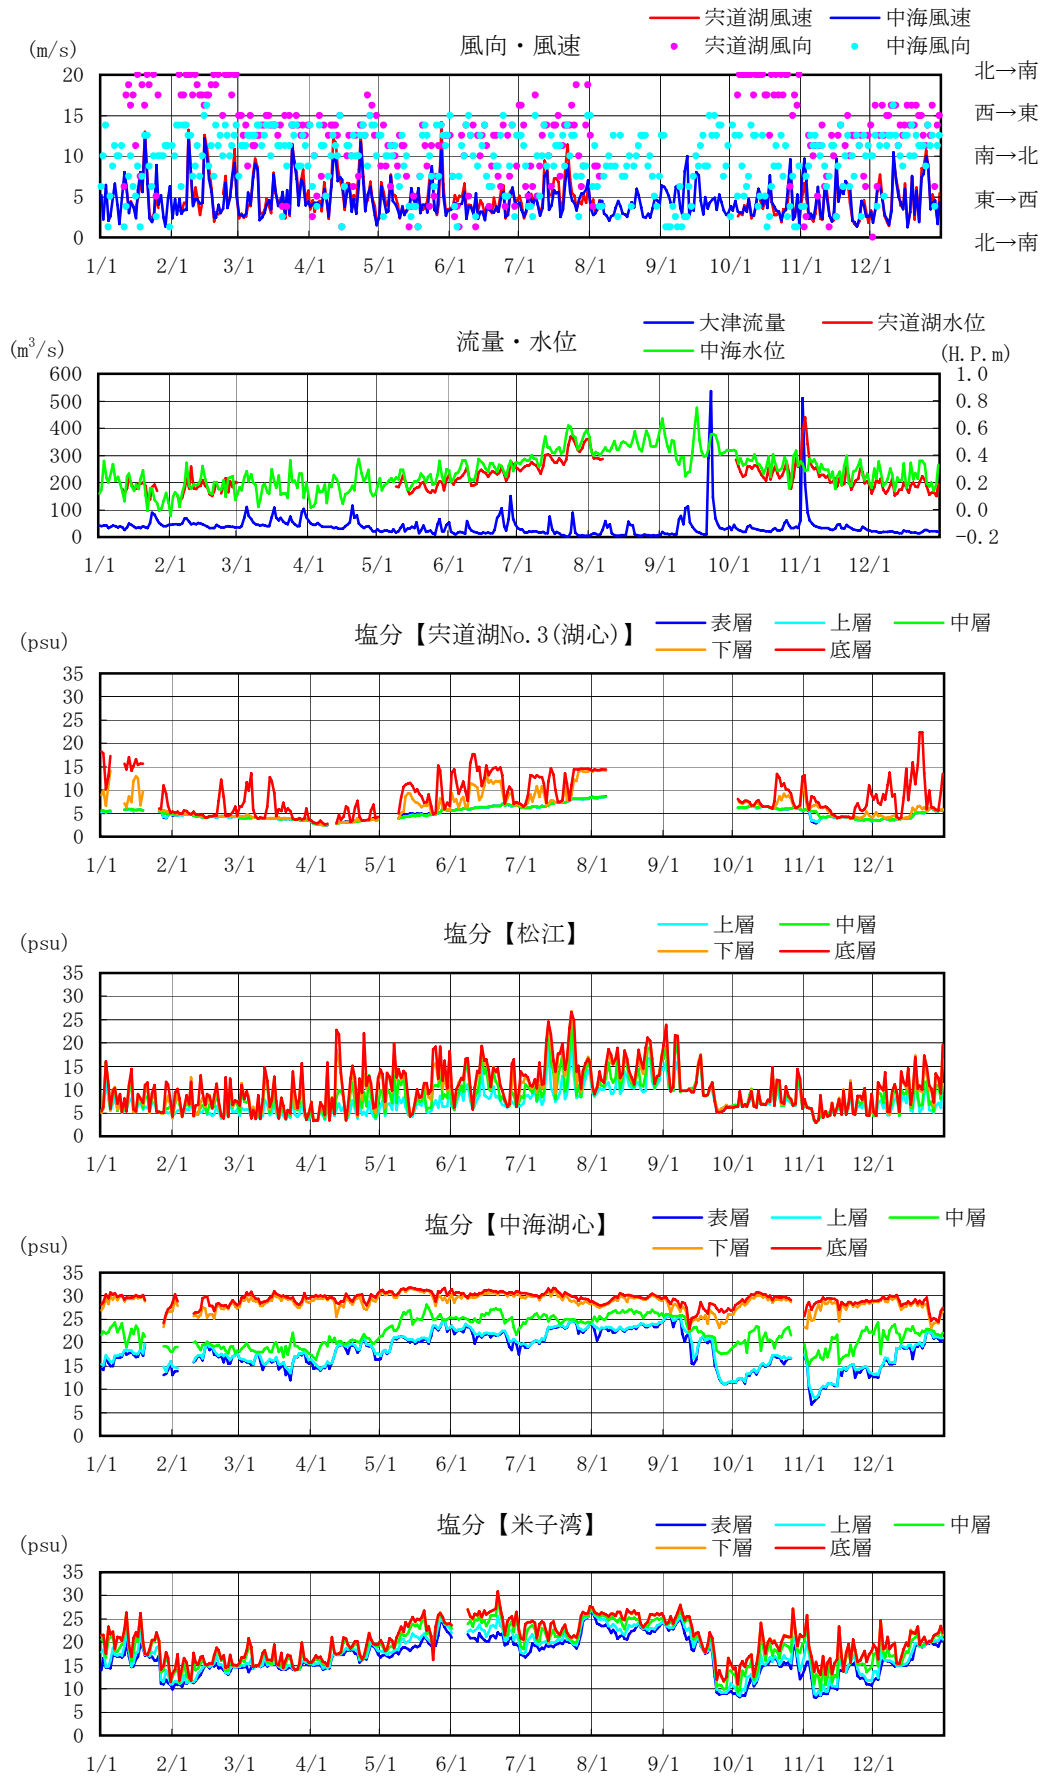 宍道湖風速 中海風速
(m/s) 風向・風速 宍道湖風向 中海風向
20 北→南
15 西→東
10 南→北
5 東→西
0 北→南
1/1 2/1 3/1 4/1 5/1 6/1 7/1 8/1 9/1 10/1 11/1 12/1
大津流量 宍道湖水位
(m3/s) 流量・水位 中海水位 (H.P.m)
600 1.0
500 0.8
400 0.6
300 0.4
200 0.2
100 0.0
0 -0.2
1/1 2/1 3/1 4/1 5/1 6/1 7/1 8/1 9/1 10/1 11/1 12/1
(psu) 塩分【宍道湖No.3(湖心)】 表層 上層 中層
下層 底層
35
30
25
20
15
10
5
0
1/1 2/1 3/1 4/1 5/1 6/1 7/1 8/1 9/1 10/1 11/1 12/1
(psu) 塩分【松江】 上層 中層
下層 底層
35
30
25
20
15
10
5
0
1/1 2/1 3/1 4/1 5/1 6/1 7/1 8/1 9/1 10/1 11/1 12/1
(psu) 塩分【中海湖心】 表層 上層 中層
下層 底層
35
30
25
20
15
10
5
0
1/1 2/1 3/1 4/1 5/1 6/1 7/1 8/1 9/1 10/1 11/1 12/1
(psu) 塩分【米子湾】 表層 上層 中層
下層 底層
35
30
25
20
15
10
5
0
1/1 2/1 3/1 4/1 5/1 6/1 7/1 8/1 9/1 10/1 11/1 12/1